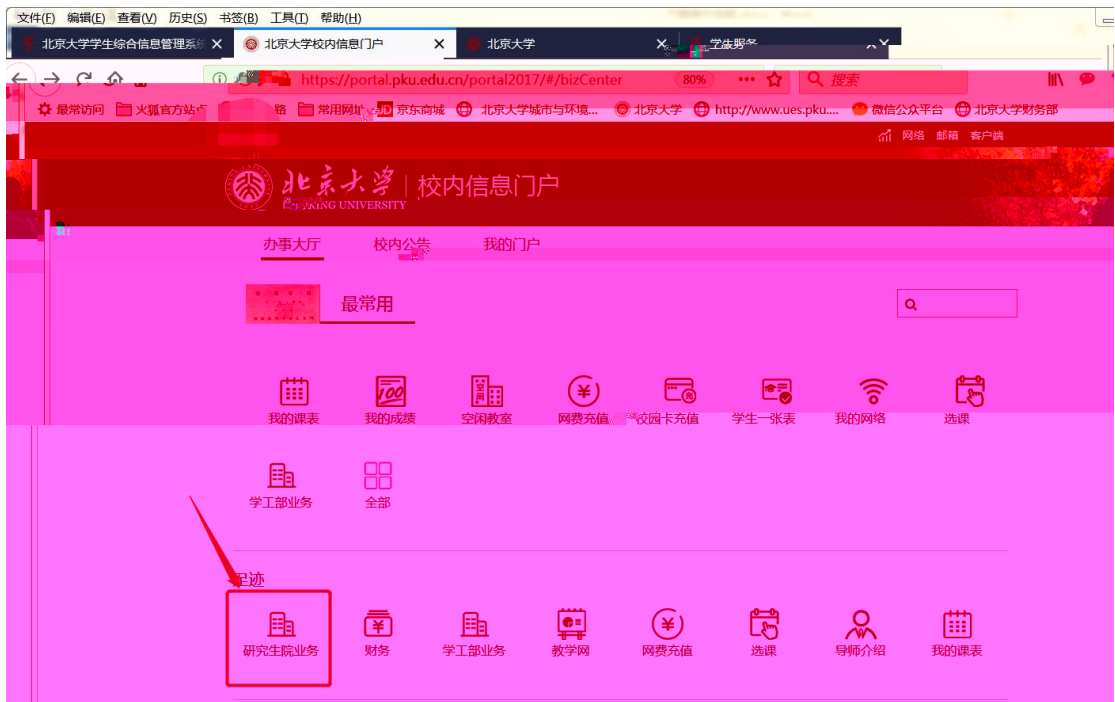 文件(F) 编辑(E) 查看(V) 历史(S) 书签(B) 工具(T) 帮助(H)
北京大学学生综合信息管理系统 北京大学校内信息门户 北京大学
https://portal.pku.edu.cn/portal2017/#/bizCenter 80% 搜索
最常访问 火狐官方站点 常用网址 JD 京东商城 北京大学城市与环境... 北京大学 http://www.ues.pku.... 微信公众平台 北京大学财务部
网络 邮箱 客户端
北京大学 校内信息门户
PEKING UNIVERSITY
办事大厅 校内公告 我的门户
最常用
我的课表 我的成绩 空闲教室 网费充值 校园卡充值 学生一张表 我的网络 选课
学工部业务 全部
足迹
研究生院业务 财务 学工部业务 教学网 网费充值 选课 导师介绍 我的课表